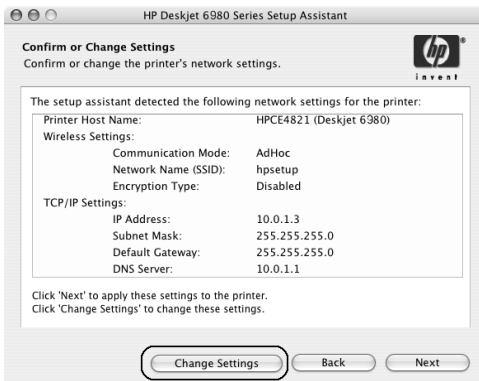 HP Deskjet 6980 Series Setup Assistant
Confirm or Change Settings
Confirm or change the printer's network settings.
hp
®
invent
The setup assistant detected the following network settings for the printer:
Printer Host Name: HPCE4821 (Deskjet 6980)
Wireless Settings:
Communication Mode: AdHoc
Network Name (SSID): hpsetup
Encryption Type: Disabled
TCP/IP Settings:
IP Address: 10.0.1.3
Subnet Mask: 255.255.255.0
Default Gateway: 255.255.255.0
DNS Server: 10.0.1.1
Click 'Next' to apply these settings to the printer.
Click 'Change Settings' to change these settings.
Change Settings Back Next